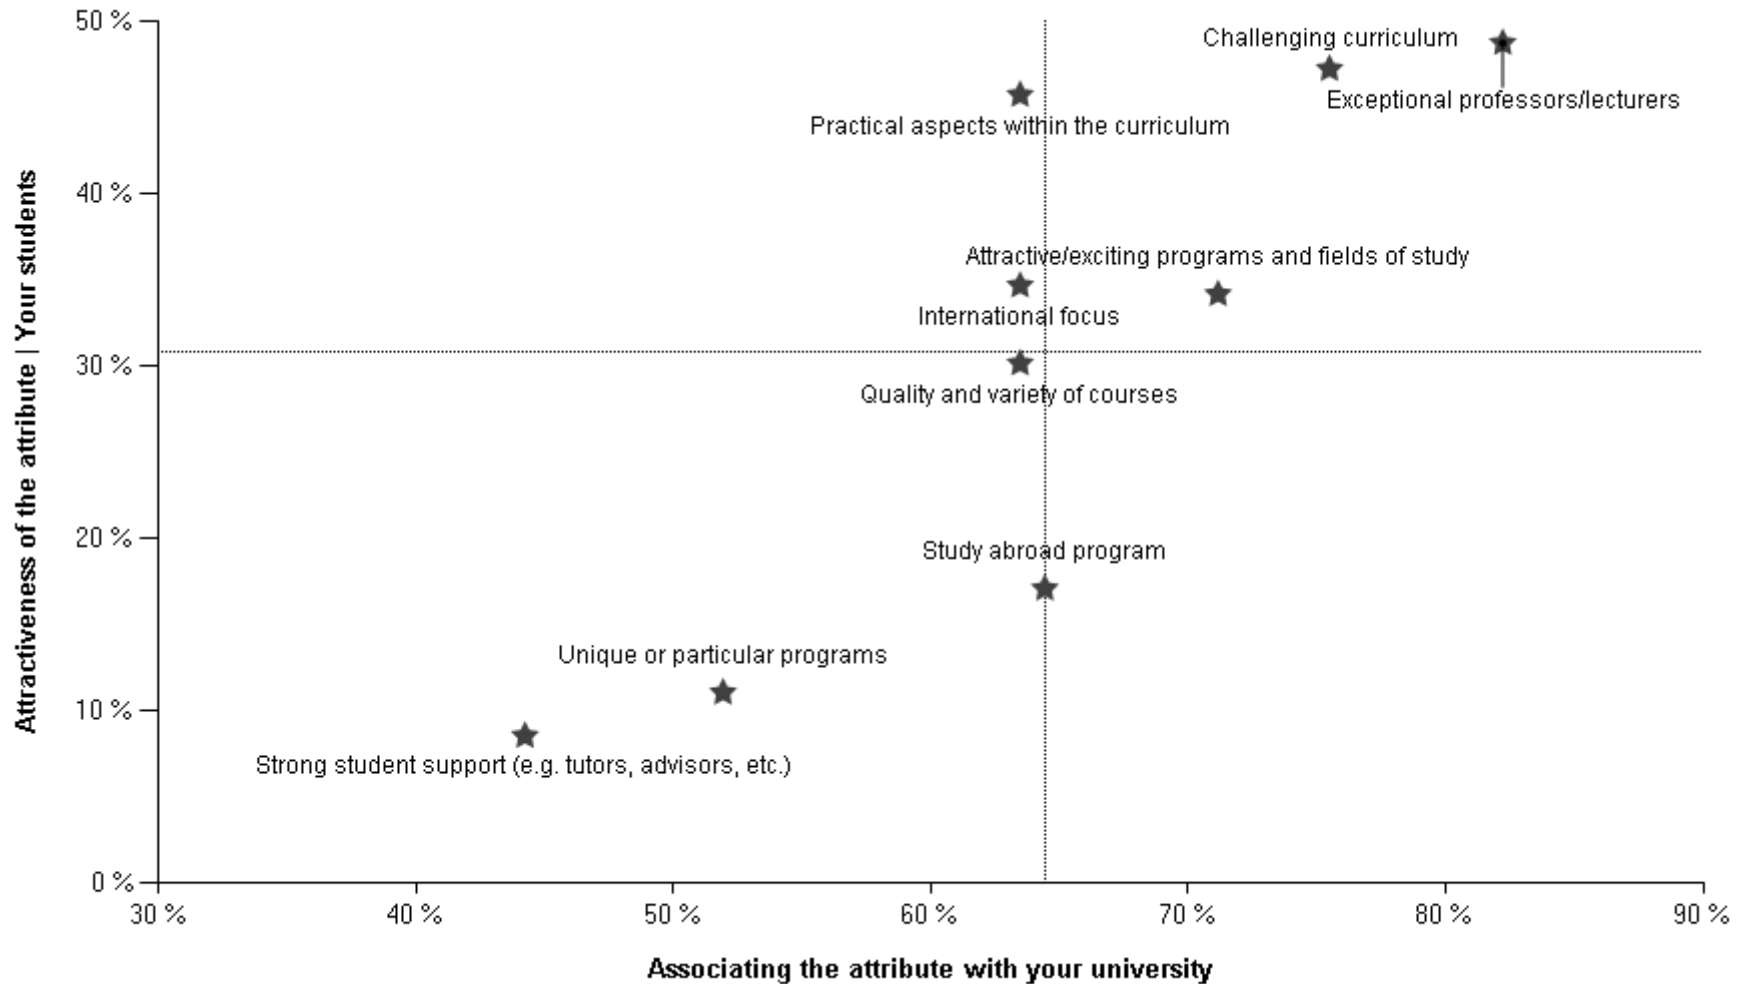 50 %
Challenging curriculum
Exceptional professors/lecturers
Practical aspects within the curriculum
40 %
Attractive/exciting programs and fields of study
International focus
30 %
Quality and variety of courses
20 %
Study abroad program
Unique or particular programs
10 %
Strong student support (e.g. tutors, advisors, etc.)
0 %
Attractiveness of the attribute | Your students
30 % 40 % 50 % 60 % 70 % 80 % 90 %
Associating the attribute with your university